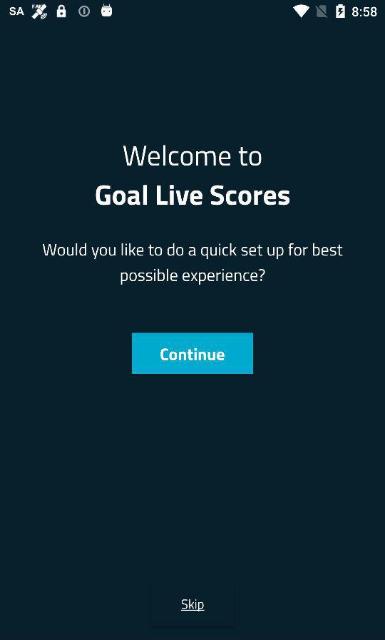 SA 8:58
Welcome to
Goal Live Scores
Would you like to do a quick set up for best
possible experience?
Continue
Skip